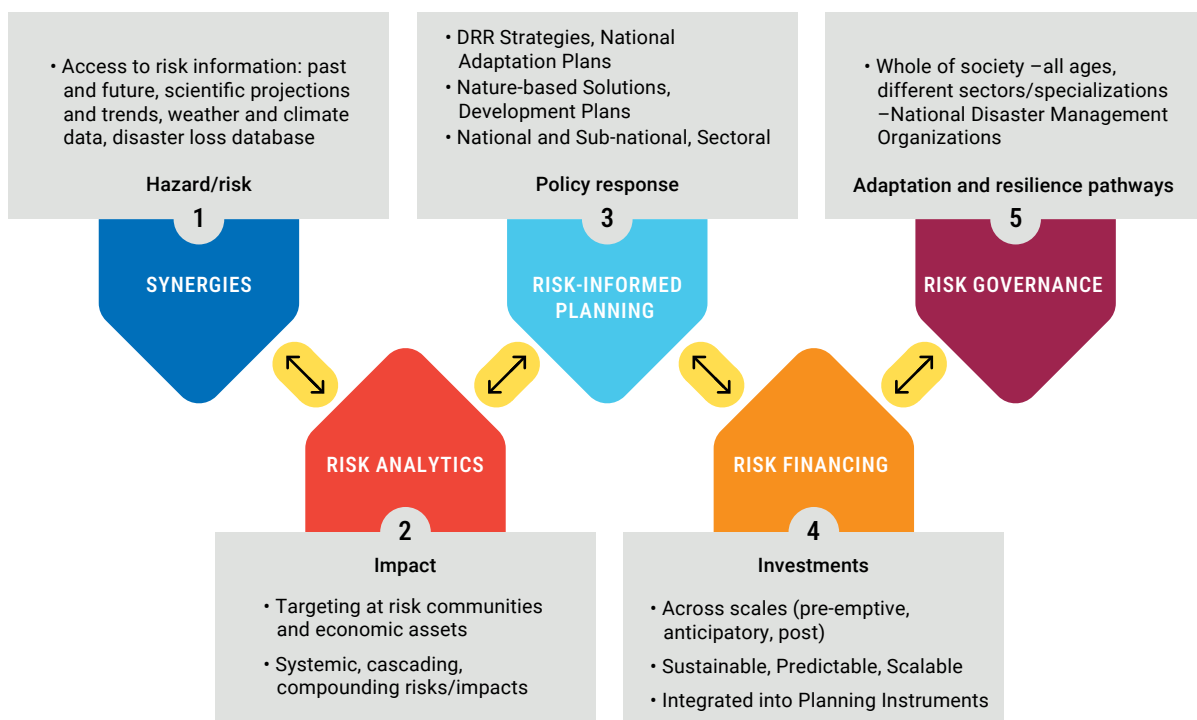 • Access to risk information: past
and future, scientific projections
and trends, weather and climate
data, disaster loss database
Hazard/risk
1
SYNERGIES
• DRR Strategies, National
Adaptation Plans
• Nature-based Solutions,
Development Plans
• National and Sub-national, Sectoral
Policy response
3
RISK-INFORMED
PLANNING
• Whole of society –all ages,
different sectors/specializations
–National Disaster Management
Organizations
Adaptation and resilience pathways
5
RISK GOVERNANCE
RISK ANALYTICS
2
Impact
• Targeting at risk communities
and economic assets
• Systemic, cascading,
compounding risks/impacts
RISK FINANCING
4
Investments
• Across scales (pre-emptive,
anticipatory, post)
• Sustainable, Predictable, Scalable
• Integrated into Planning Instruments